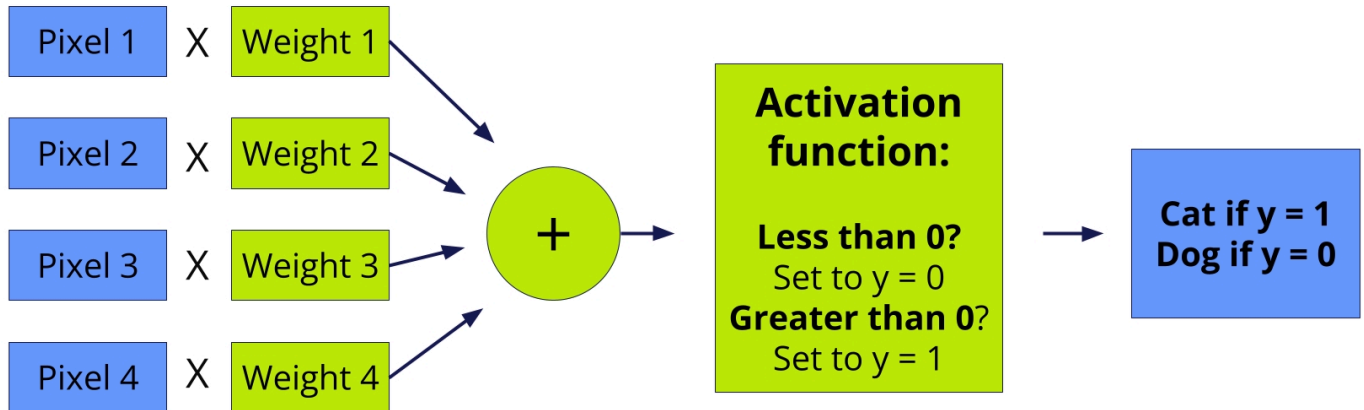 Pixel 1 X Weight 1
Pixel 2 X Weight 2
Pixel 3 X Weight 3
Pixel 4 X Weight 4
+
Activation
function:
Less than 0?
Set to y = 0
Greater than 0?
Set to y = 1
Cat if y = 1
Dog if y = 0